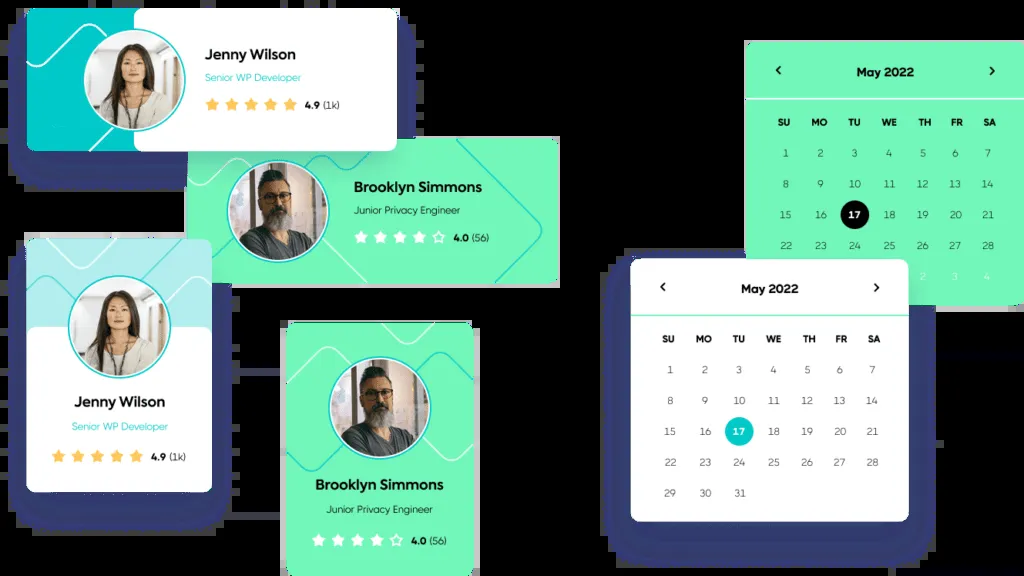 Jenny Wilson
Senior WP Developer
4.9 (1k)
Brooklyn Simmons
Junior Privacy Engineer
4.0 (56)
Jenny Wilson
Senior WP Developer
4.9 (1k)
Brooklyn Simmons
Junior Privacy Engineer
4.0 (56)
May 2022
SU MO TU WE TH FR SA
1 2 3 4 5 6 7
8 9 10 11 12 13 14
15 16 17 18 19 20 21
22 23 24 25 26 27 28
2 3 4
May 2022
SU MO TU WE TH FR SA
1 2 3 4 5 6 7
8 9 10 11 12 13 14
15 16 17 18 19 20 21
22 23 24 25 26 27 28
29 30 31